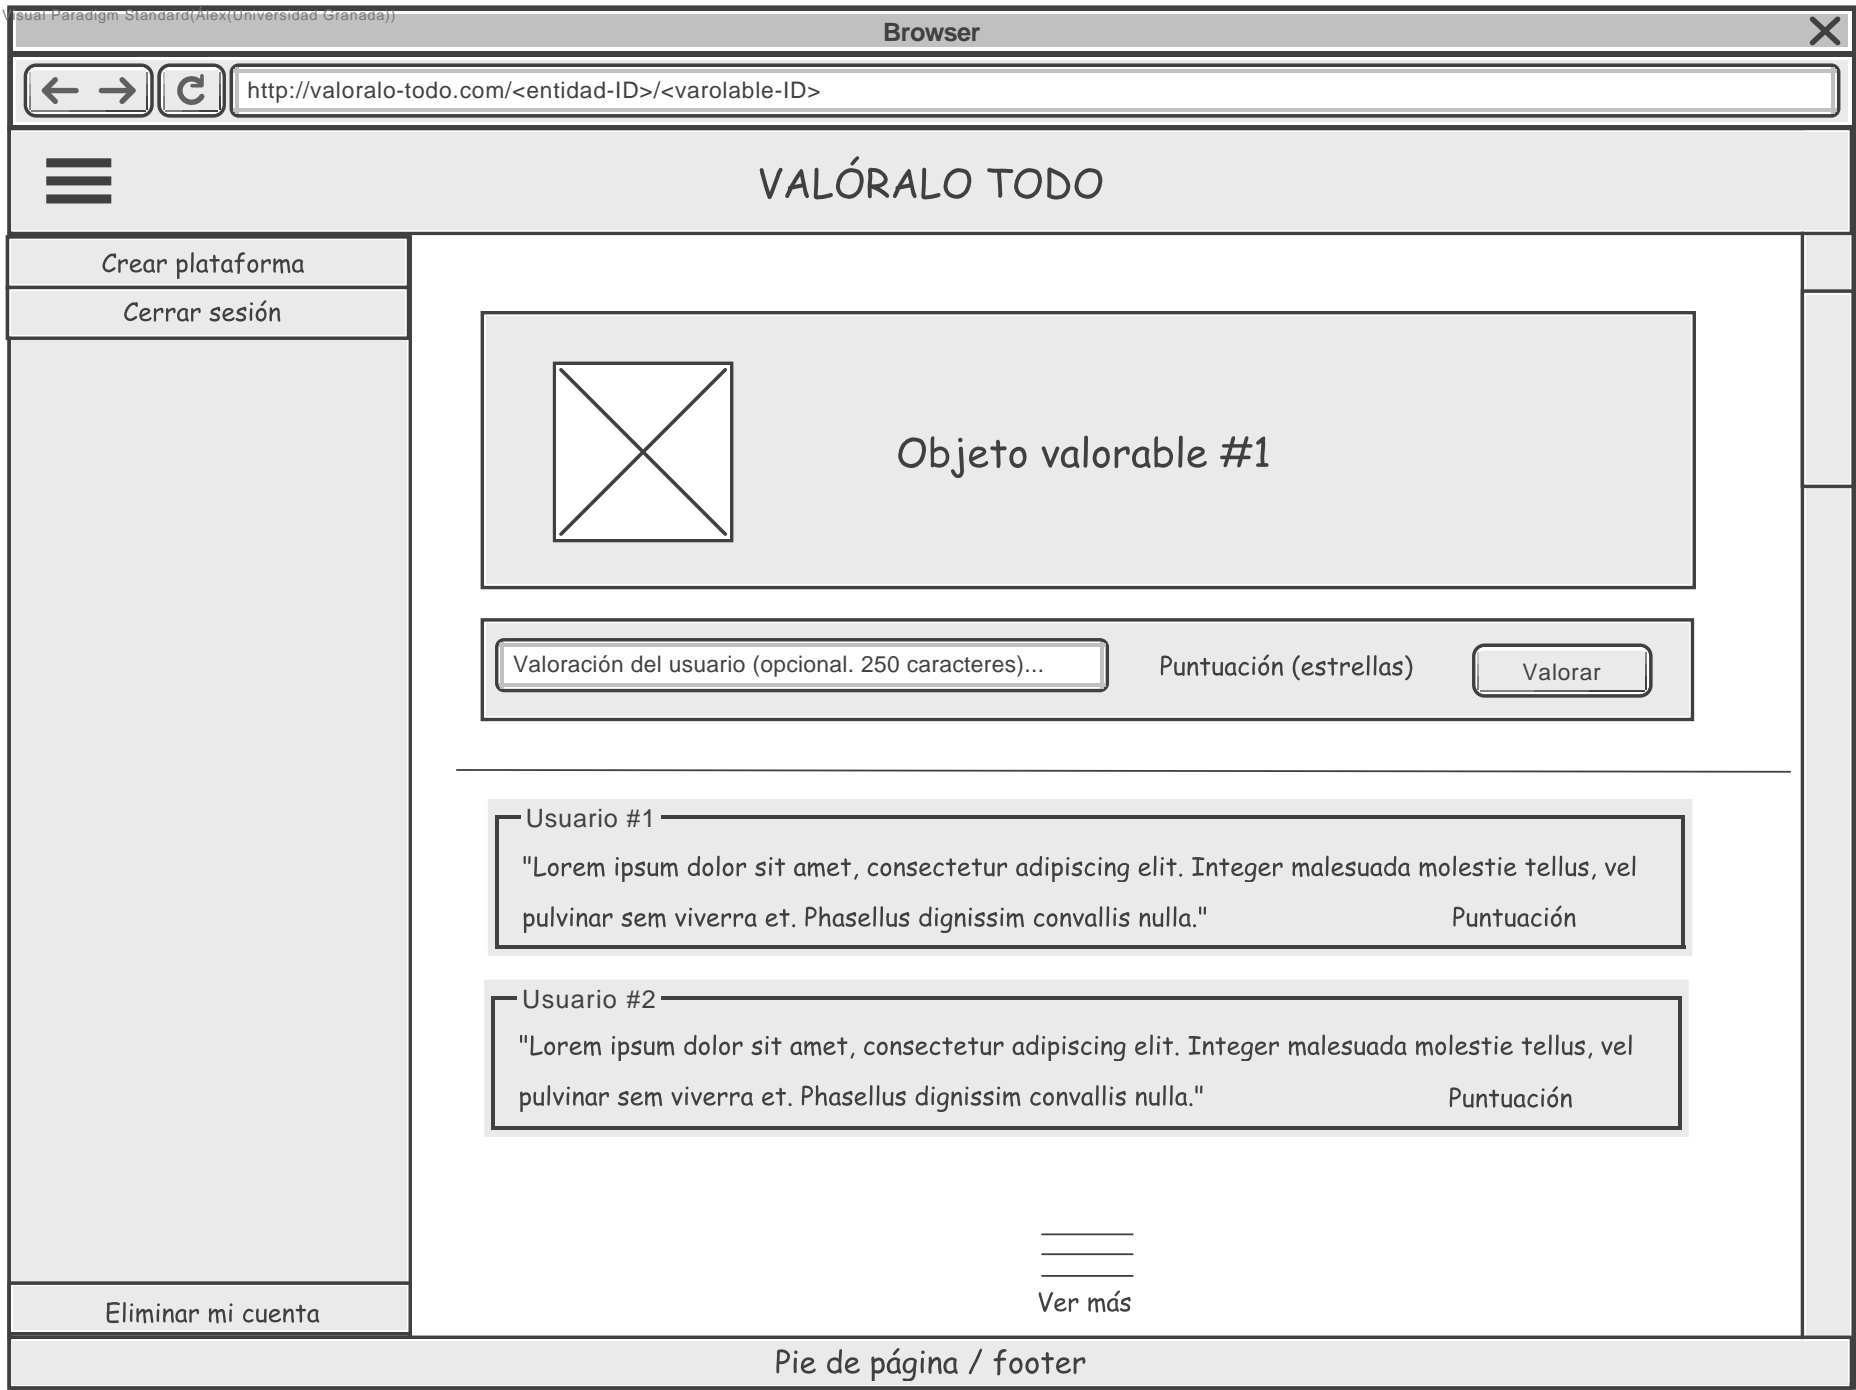 Visual Paradigm Standard(Álex(Universidad Granada))
Browser
http://valoralo-todo.com/<entidad-ID>/<varolable-ID>
VALÓRALO TODO
Crear plataforma
Cerrar sesión
Objeto valorable #1
Valoración del usuario (opcional. 250 caracteres)...
Puntuación (estrellas)
Valorar
Usuario #1
"Lorem ipsum dolor sit amet, consectetur adipiscing elit. Integer malesuada molestie tellus, vel
pulvinar sem viverra et. Phasellus dignissim convallis nulla."
Puntuación
Usuario #2
"Lorem ipsum dolor sit amet, consectetur adipiscing elit. Integer malesuada molestie tellus, vel
pulvinar sem viverra et. Phasellus dignissim convallis nulla."
Puntuación
Ver más
Eliminar mi cuenta
Pie de página / footer